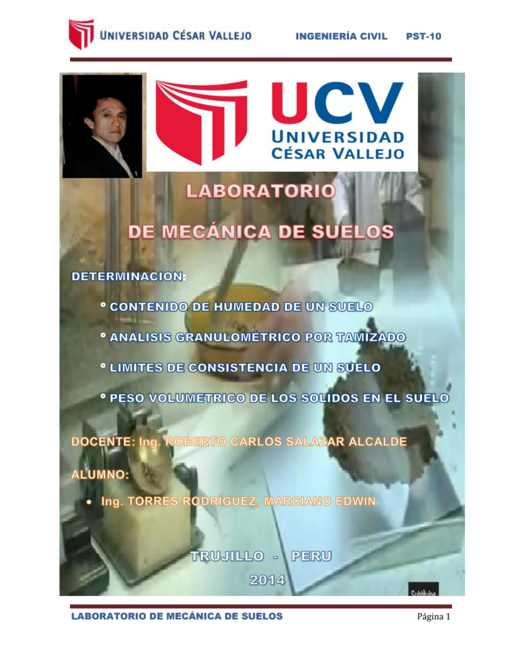 UNIVERSIDAD CÉSAR VALLEJO INGENIERÍA CIVIL PST-10
UCV
UNIVERSIDAD
CÉSAR VALLEJO
LABORATORIO
DE MECÁNICA DE SUELOS
DETERMINACION:
° CONTENIDO DE HUMEDAD DE UN SUELO
° ANALISIS GRANULOMÉTRICO POR TAMIZADO
° LIMITES DE CONSISTENCIA DE UN SUELO
° PESO VOLUMETRICO DE LOS SOLIDOS EN EL SUELO
DOCENTE: Ing. ROBERTO CARLOS SALAZAR ALCALDE
ALUMNO:
• Ing. TORRES RODRIGUEZ, MARCIANO EDWIN
TRUJILLO - PERU
2014
LABORATORIO DE MECÁNICA DE SUELOS Página 1